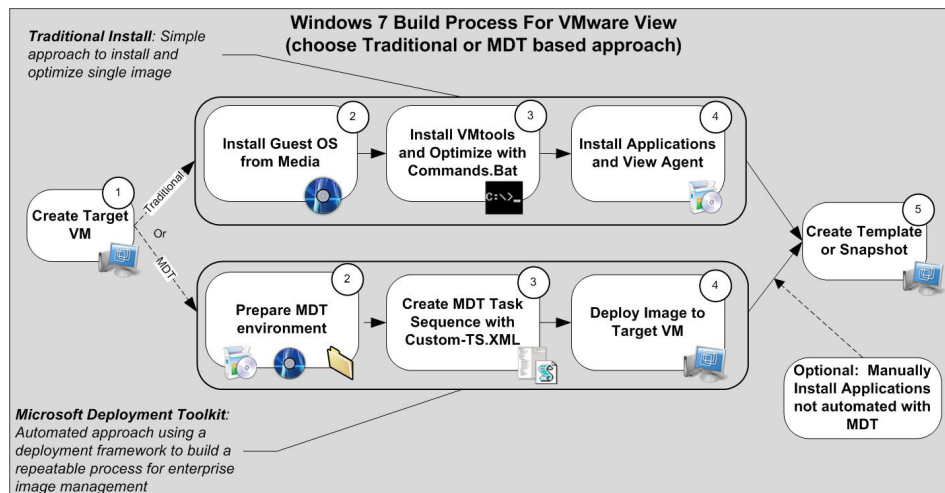 Windows 7 Build Process For VMware View
(choose Traditional or MDT based approach)
Traditional Install: Simple
approach to install and
optimize single image
1
Create Target
VM
Traditional
Or
MDT
2
Install Guest OS
from Media
3
Install VMtools
and Optimize with
Commands.Bat
C:\>_
4
Install Applications
and View Agent
2
Prepare MDT
environment
3
Create MDT Task
Sequence with
Custom-TS.XML
4
Deploy Image to
Target VM
5
Create Template
or Snapshot
Optional: Manually
Install Applications
not automated with
MDT
Microsoft Deployment Toolkit:
Automated approach using a
deployment framework to build a
repeatable process for enterprise
image management